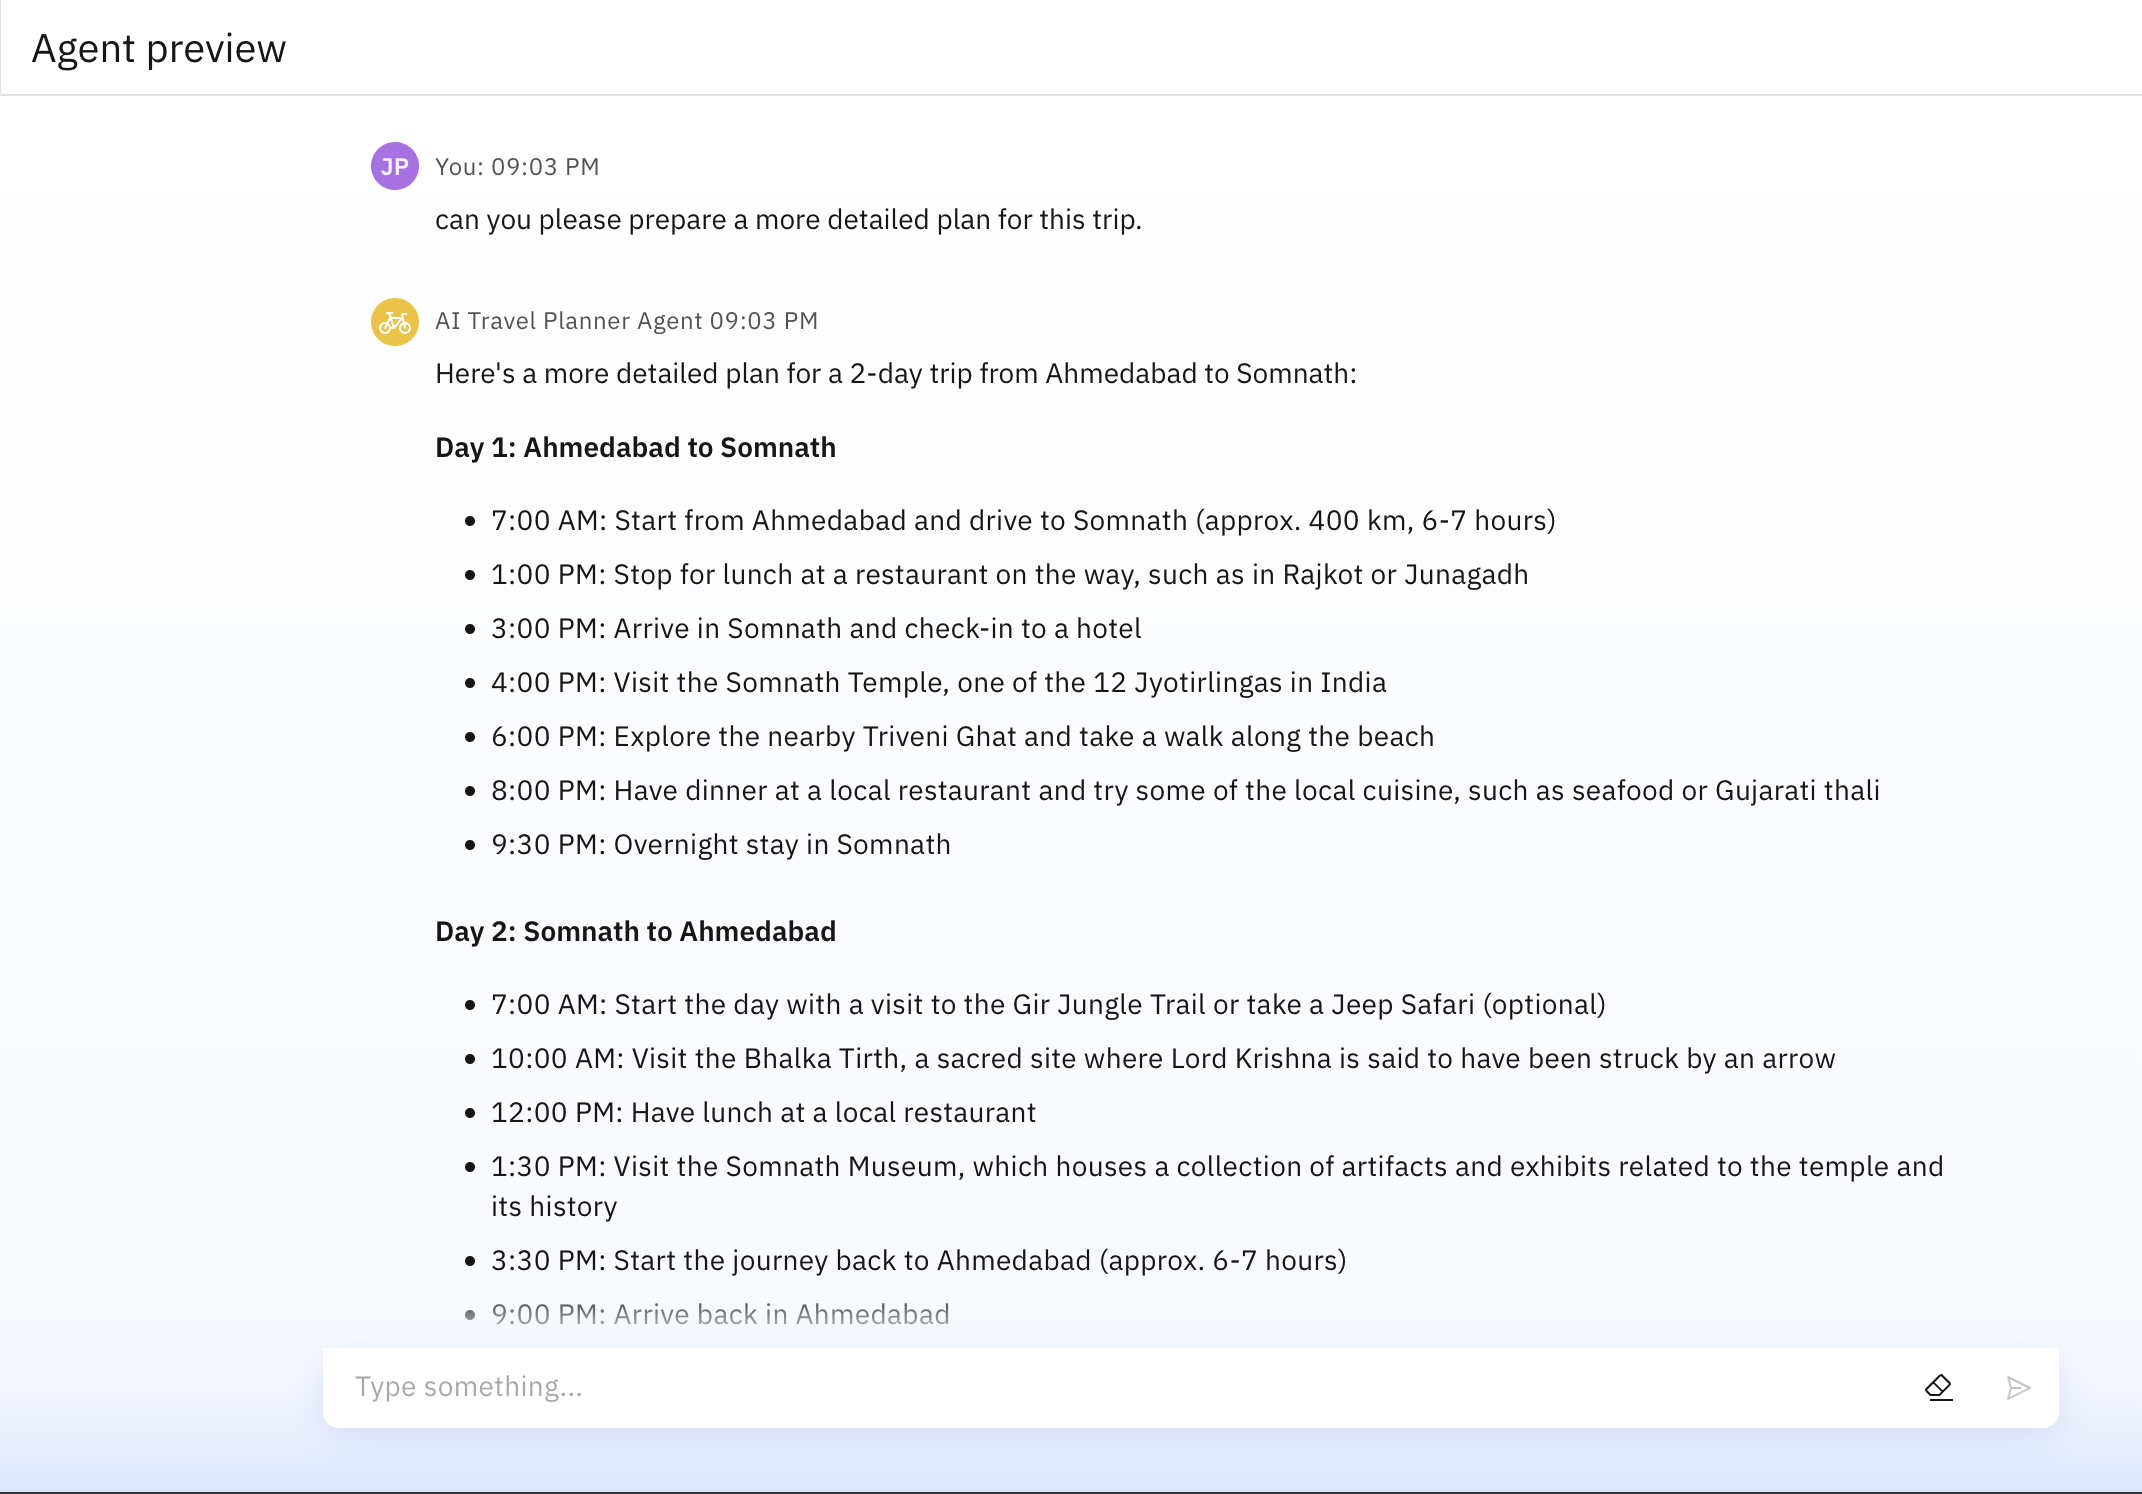 Agent preview
JP
You: 09:03 PM
can you please prepare a more detailed plan for this trip.
AI Travel Planner Agent 09:03 PM
Here's a more detailed plan for a 2-day trip from Ahmedabad to Somnath:
Day 1: Ahmedabad to Somnath
• 7:00 AM: Start from Ahmedabad and drive to Somnath (approx. 400 km, 6-7 hours)
• 1:00 PM: Stop for lunch at a restaurant on the way, such as in Rajkot or Junagadh
• 3:00 PM: Arrive in Somnath and check-in to a hotel
• 4:00 PM: Visit the Somnath Temple, one of the 12 Jyotirlingas in India
• 6:00 PM: Explore the nearby Triveni Ghat and take a walk along the beach
• 8:00 PM: Have dinner at a local restaurant and try some of the local cuisine, such as seafood or Gujarati thali
• 9:30 PM: Overnight stay in Somnath
Day 2: Somnath to Ahmedabad
• 7:00 AM: Start the day with a visit to the Gir Jungle Trail or take a Jeep Safari (optional)
• 10:00 AM: Visit the Bhalka Tirth, a sacred site where Lord Krishna is said to have been struck by an arrow
• 12:00 PM: Have lunch at a local restaurant
• 1:30 PM: Visit the Somnath Museum, which houses a collection of artifacts and exhibits related to the temple and
its history
• 3:30 PM: Start the journey back to Ahmedabad (approx. 6-7 hours)
• 9:00 PM: Arrive back in Ahmedabad
Type something...